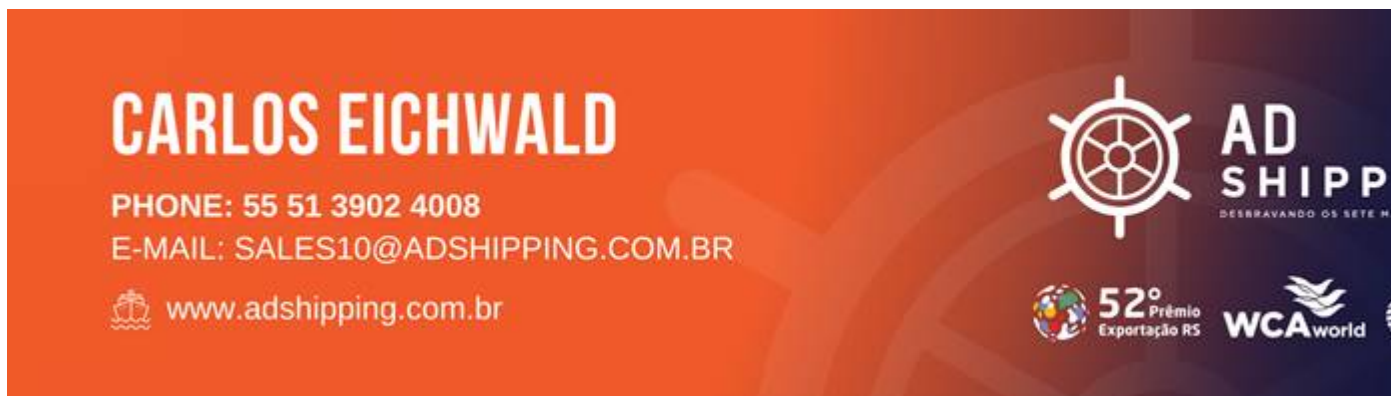 CARLOS EICHWALD
PHONE: 55 51 3902 4008
E-MAIL: SALES10@ADSHIPPING.COM.BR
www.adshipping.com.br
AD
SHIPP
DESBRAVANDO OS SETE M
52º Prêmio
Exportação RS
WCAworld